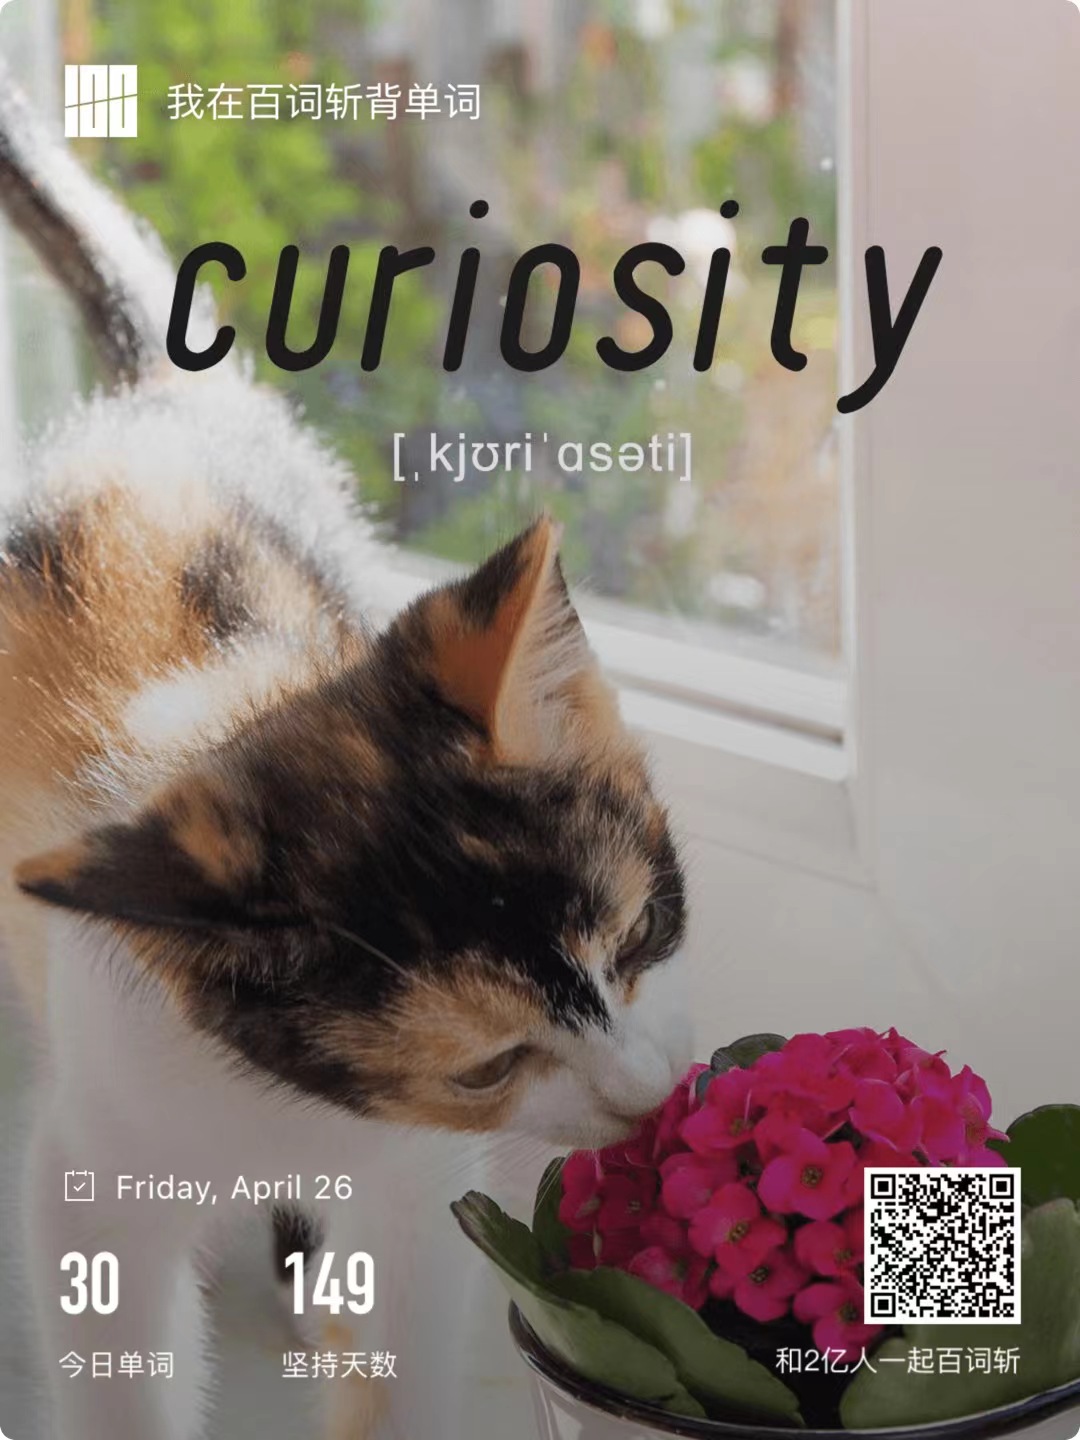 100
我在百词斩背单词
curiosity
[ˌkjʊriˈɑsəti]
Friday, April 26
30
149
今日单词
坚持天数
和2亿人一起百词斩